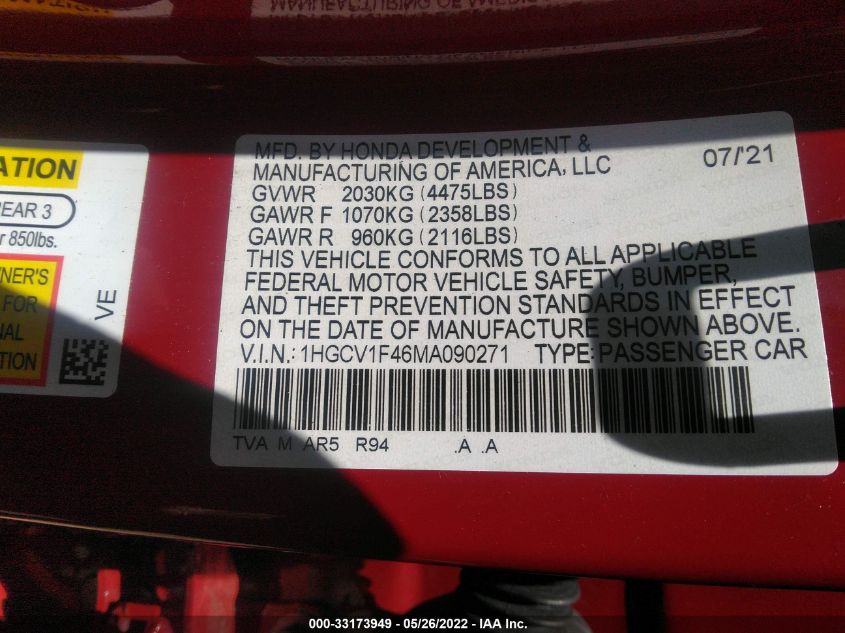 ATION
REAR 3
r 850lbs.
WNER'S
FOR
NAL
TION
VE
MFD. BY HONDA DEVELOPMENT &
MANUFACTURING OF AMERICA, LLC 07/'21
GVWR 2030KG (4475LBS)
GAWR F 1070KG (2358LBS)
GAWR R 960KG (2116LBS)
THIS VEHICLE CONFORMS TO ALL APPLICABLE
FEDERAL MOTOR VEHICLE SAFETY, BUMPER,
AND THEFT PREVENTION STANDARDS IN EFFECT
ON THE DATE OF MANUFACTURE SHOWN ABOVE.
V.I.N.: 1HGCV1F46MA090271 TYPE: PASSENGER CAR
TVA M AR5 R94 .A .A
000-33173949 - 05/26/2022 - IAA Inc.